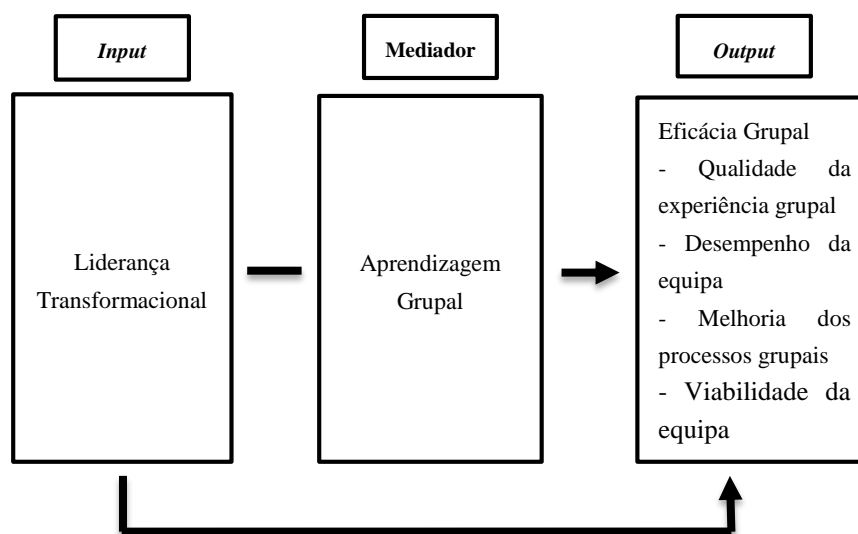 Input
Mediador
Output
Liderança
Transformacional
Aprendizagem
Grupal
Eficácia Grupal
- Qualidade da
experiência grupal
- Desempenho da
equipa
- Melhoria dos
processos grupais
- Viabilidade da
equipa